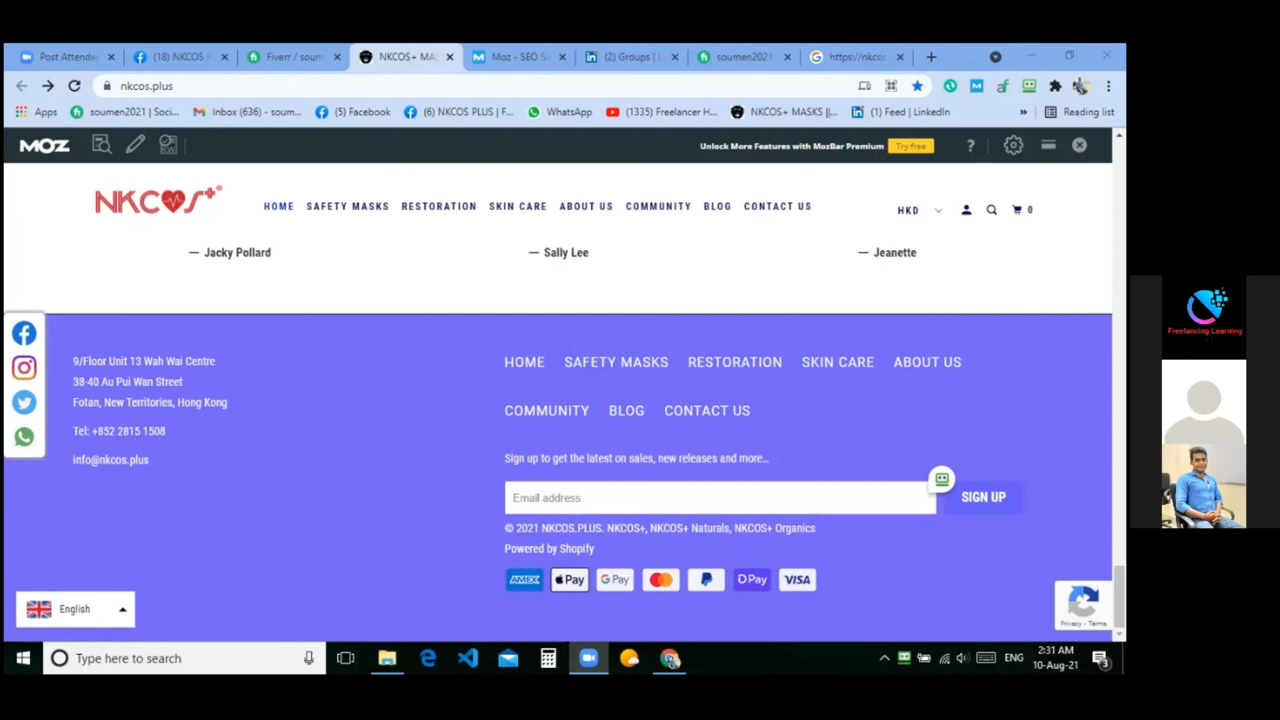 Post Attende
(18) NKCOS P
Fiverr / soum
NKCOS+ MA
Moz - SEO So
(2) Groups | L
soumen2021
https://nkcos
nkcos.plus
Apps
soumen2021 | Soci...
Inbox (636) - soum...
(5) Facebook
(6) NKCOS PLUS | F...
WhatsApp
(1335) Freelancer H...
NKCOS+ MASKS ||...
(1) Feed | LinkedIn
»
Reading list
MOZ
Unlock More Features with MozBar Premium
Try free
NKCOS+
HOME SAFETY MASKS RESTORATION SKIN CARE ABOUT US COMMUNITY BLOG CONTACT US
HKD
0
— Jacky Pollard
— Sally Lee
— Jeanette
9/Floor Unit 13 Wah Wai Centre
38-40 Au Pui Wan Street
Fotan, New Territories, Hong Kong
Tel: +852 2815 1508
info@nkcos.plus
HOME SAFETY MASKS RESTORATION SKIN CARE ABOUT US
COMMUNITY BLOG CONTACT US
Sign up to get the latest on sales, new releases and more…
Email address
SIGN UP
© 2021 NKCOS.PLUS. NKCOS+, NKCOS+ Naturals, NKCOS+ Organics
Powered by Shopify
AMEX Pay G Pay Pay VISA
English
Privacy - Terms
Freelancing Learning
Type here to search
ENG
2:31 AM
10-Aug-21
3